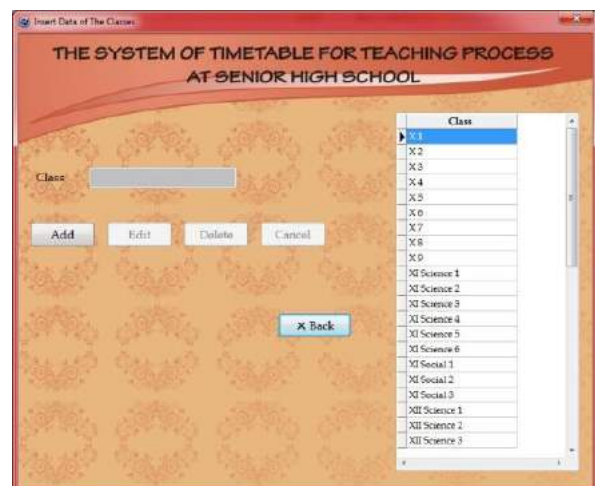 Insert Data of The Classes
THE SYSTEM OF TIMETABLE FOR TEACHING PROCESS
AT SENIOR HIGH SCHOOL
Class
Add Edit Delete Cancel
X Back
Class
X 1
X 2
X 3
X 4
X 5
X 6
X 7
X 8
X 9
XI Science 1
XI Science 2
XI Science 3
XI Science 4
XI Science 5
XI Science 6
XI Social 1
XI Social 2
XI Social 3
XII Science 1
XII Science 2
XII Science 3